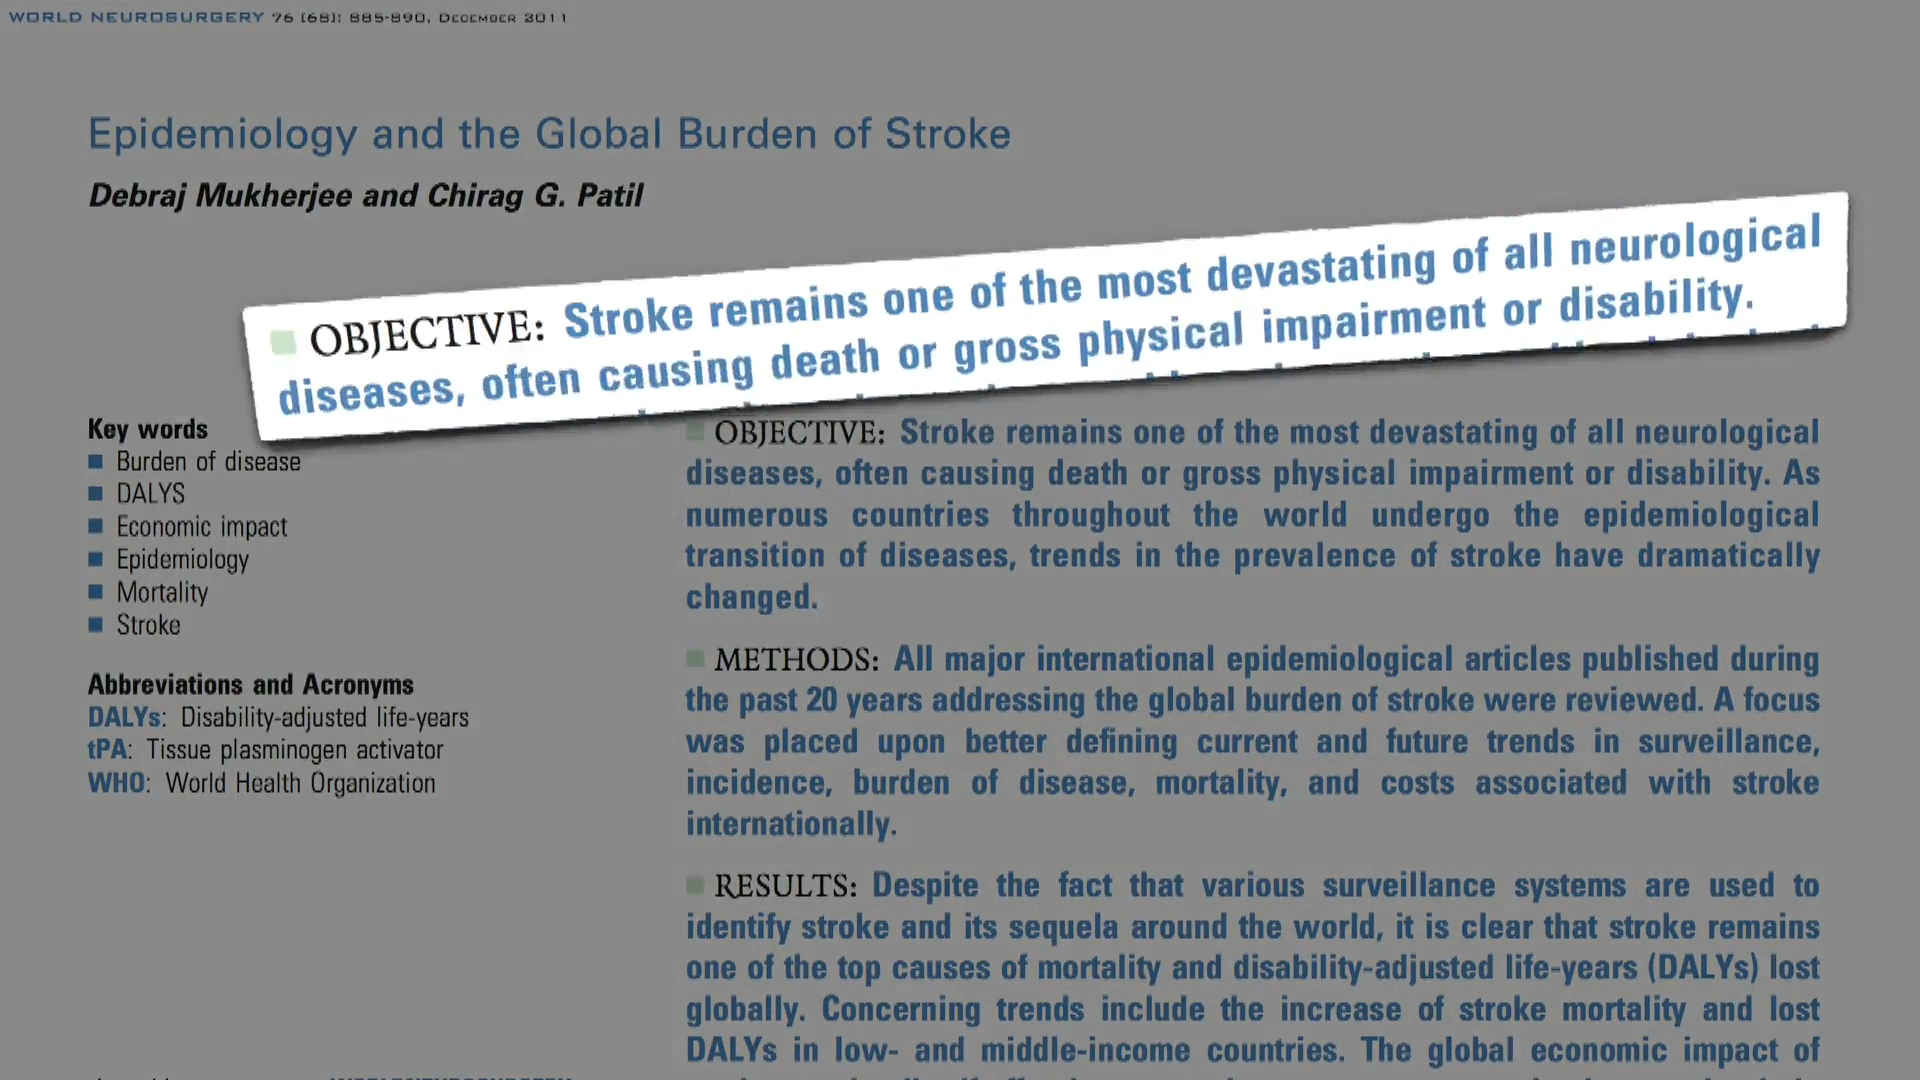 WORLD NEUROSURGERY 76 [6S]: S85-S90, DECEMBER 2011
Epidemiology and the Global Burden of Stroke
Debraj Mukherjee and Chirag G. Patil
OBJECTIVE: Stroke remains one of the most devastating of all neurological
diseases, often causing death or gross physical impairment or disability.
Key words
Burden of disease
DALYS
Economic impact
Epidemiology
Mortality
Stroke
Abbreviations and Acronyms
DALYs: Disability-adjusted life-years
tPA: Tissue plasminogen activator
WHO: World Health Organization
OBJECTIVE: Stroke remains one of the most devastating of all neurological
diseases, often causing death or gross physical impairment or disability. As
numerous countries throughout the world undergo the epidemiological
transition of diseases, trends in the prevalence of stroke have dramatically
changed.
METHODS: All major international epidemiological articles published during
the past 20 years addressing the global burden of stroke were reviewed. A focus
was placed upon better defining current and future trends in surveillance,
incidence, burden of disease, mortality, and costs associated with stroke
internationally.
RESULTS: Despite the fact that various surveillance systems are used to
identify stroke and its sequela around the world, it is clear that stroke remains
one of the top causes of mortality and disability-adjusted life-years (DALYs) lost
globally. Concerning trends include the increase of stroke mortality and lost
DALYs in low- and middle-income countries. The global economic impact of